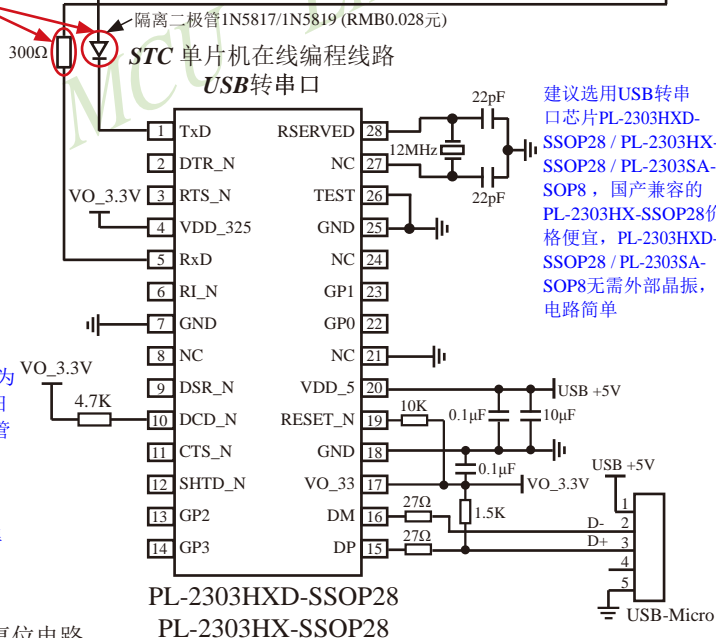 隔离二极管1N5817/1N5819 (RMB0.028元)
300Ω
STC 单片机在线编程线路
USB转串口
MCU
22pF
12MHz
22pF
建议选用USB转串
口芯片PL-2303HXD-
SSOP28 / PL-2303HX-
SSOP28 / PL-2303SA-
SOP8，国产兼容的
PL-2303HX-SSOP28价
格便宜，PL-2303HXD-
SSOP28 / PL-2303SA-
SOP8无需外部晶振，
电路简单
1 TxD RSERVED 28
2 DTR_N NC 27
VO_3.3V 3 RTS_N TEST 26
4 VDD_325 GND 25
5 RxD NC 24
6 RI_N GP1 23
7 GND GP0 22
8 NC NC 21
9 DSR_N VDD_5 20
10 DCD_N RESET_N 19
11 CTS_N GND 18
12 SHTD_N VO_33 17
13 GP2 DM 16
14 GP3 DP 15
为
VO_3.3V
管
4.7K
USB +5V
10K
0.1μF
10μF
0.1μF
USB +5V
VO_3.3V
27Ω
1.5K
27Ω
D-
D+
1
2
3
4
5
USB-Micro
PL-2303HXD-SSOP28
PL-2303HX-SSOP28
复位电路